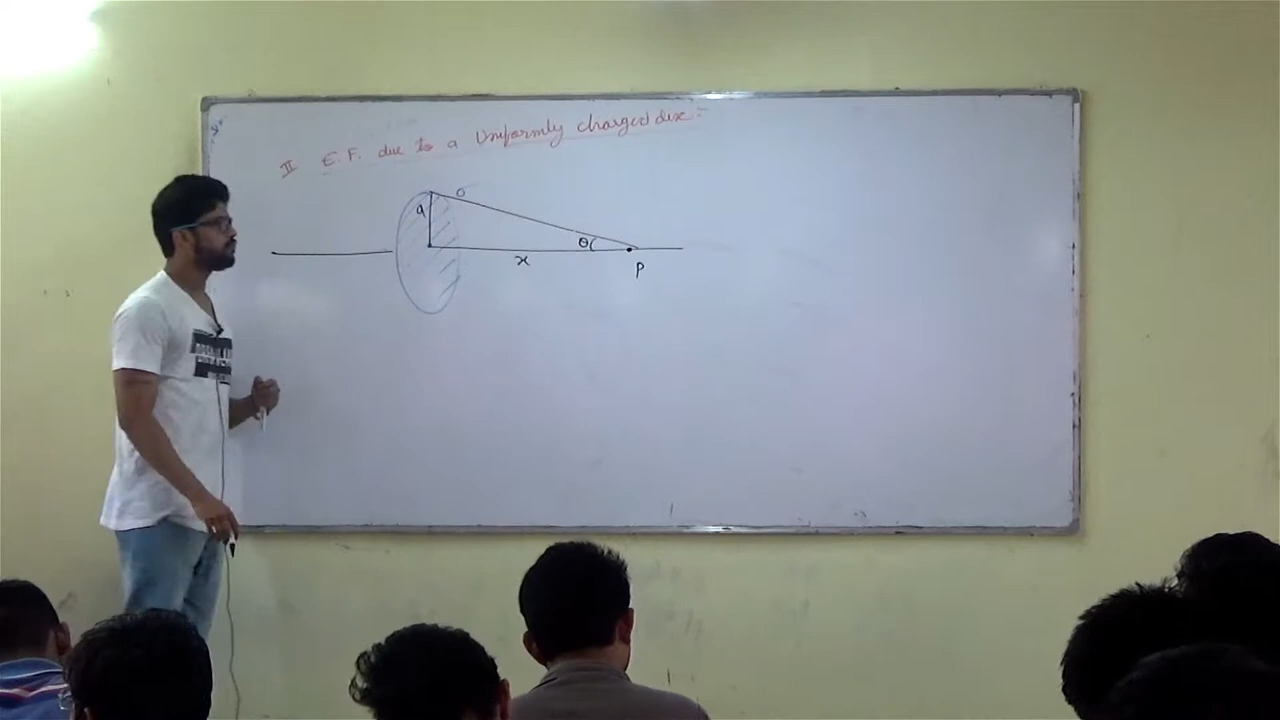 II E.F. due to a Uniformly charged disc :-
a σ
θ
x
P